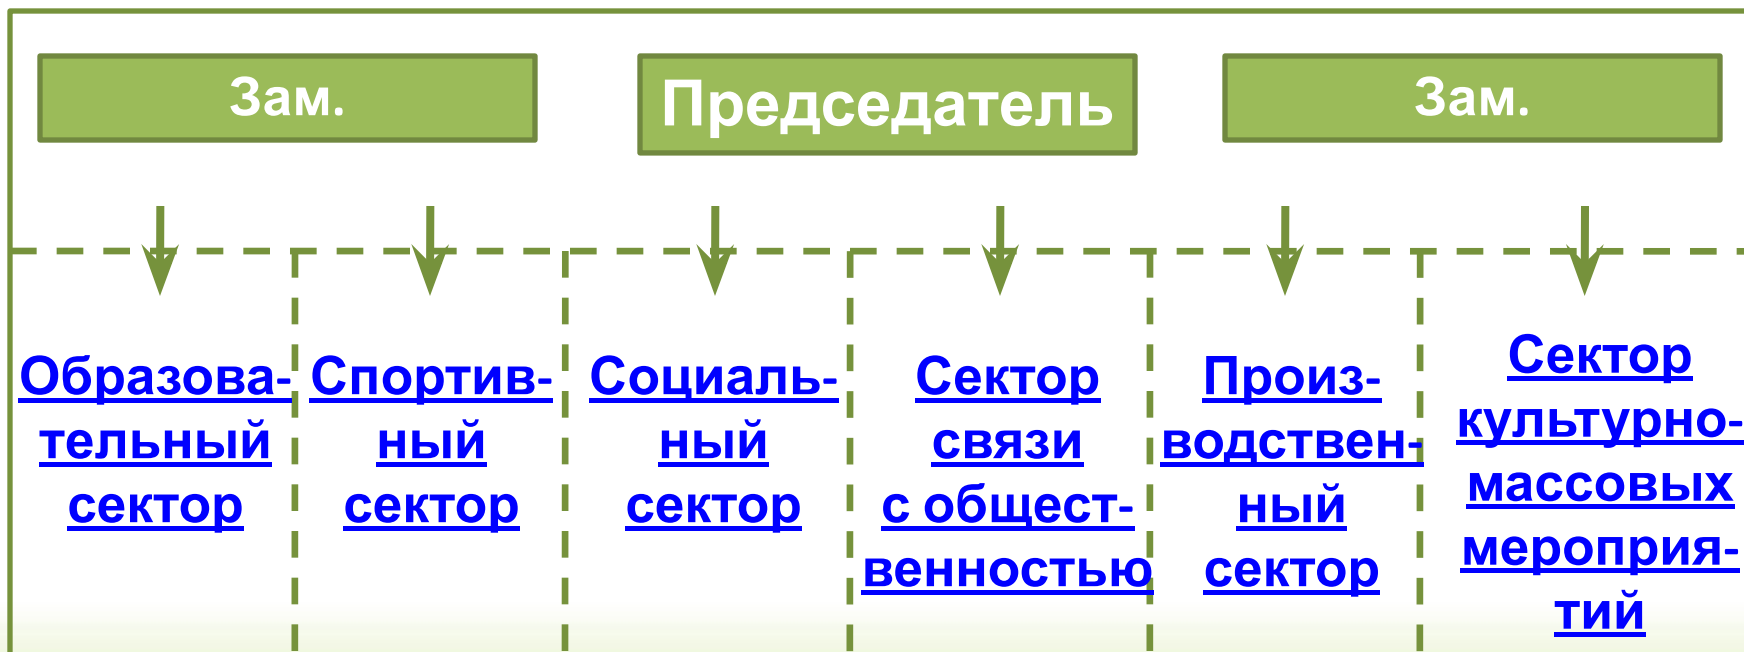 Зам.
Председатель
Зам.
Образова-
тельный
сектор
Спортив-
ный
сектор
Социаль-
ный
сектор
Сектор
связи
с общест-
венностью
Произ-
водствен-
ный
сектор
Сектор
культурно-
массовых
мероприя-
тий